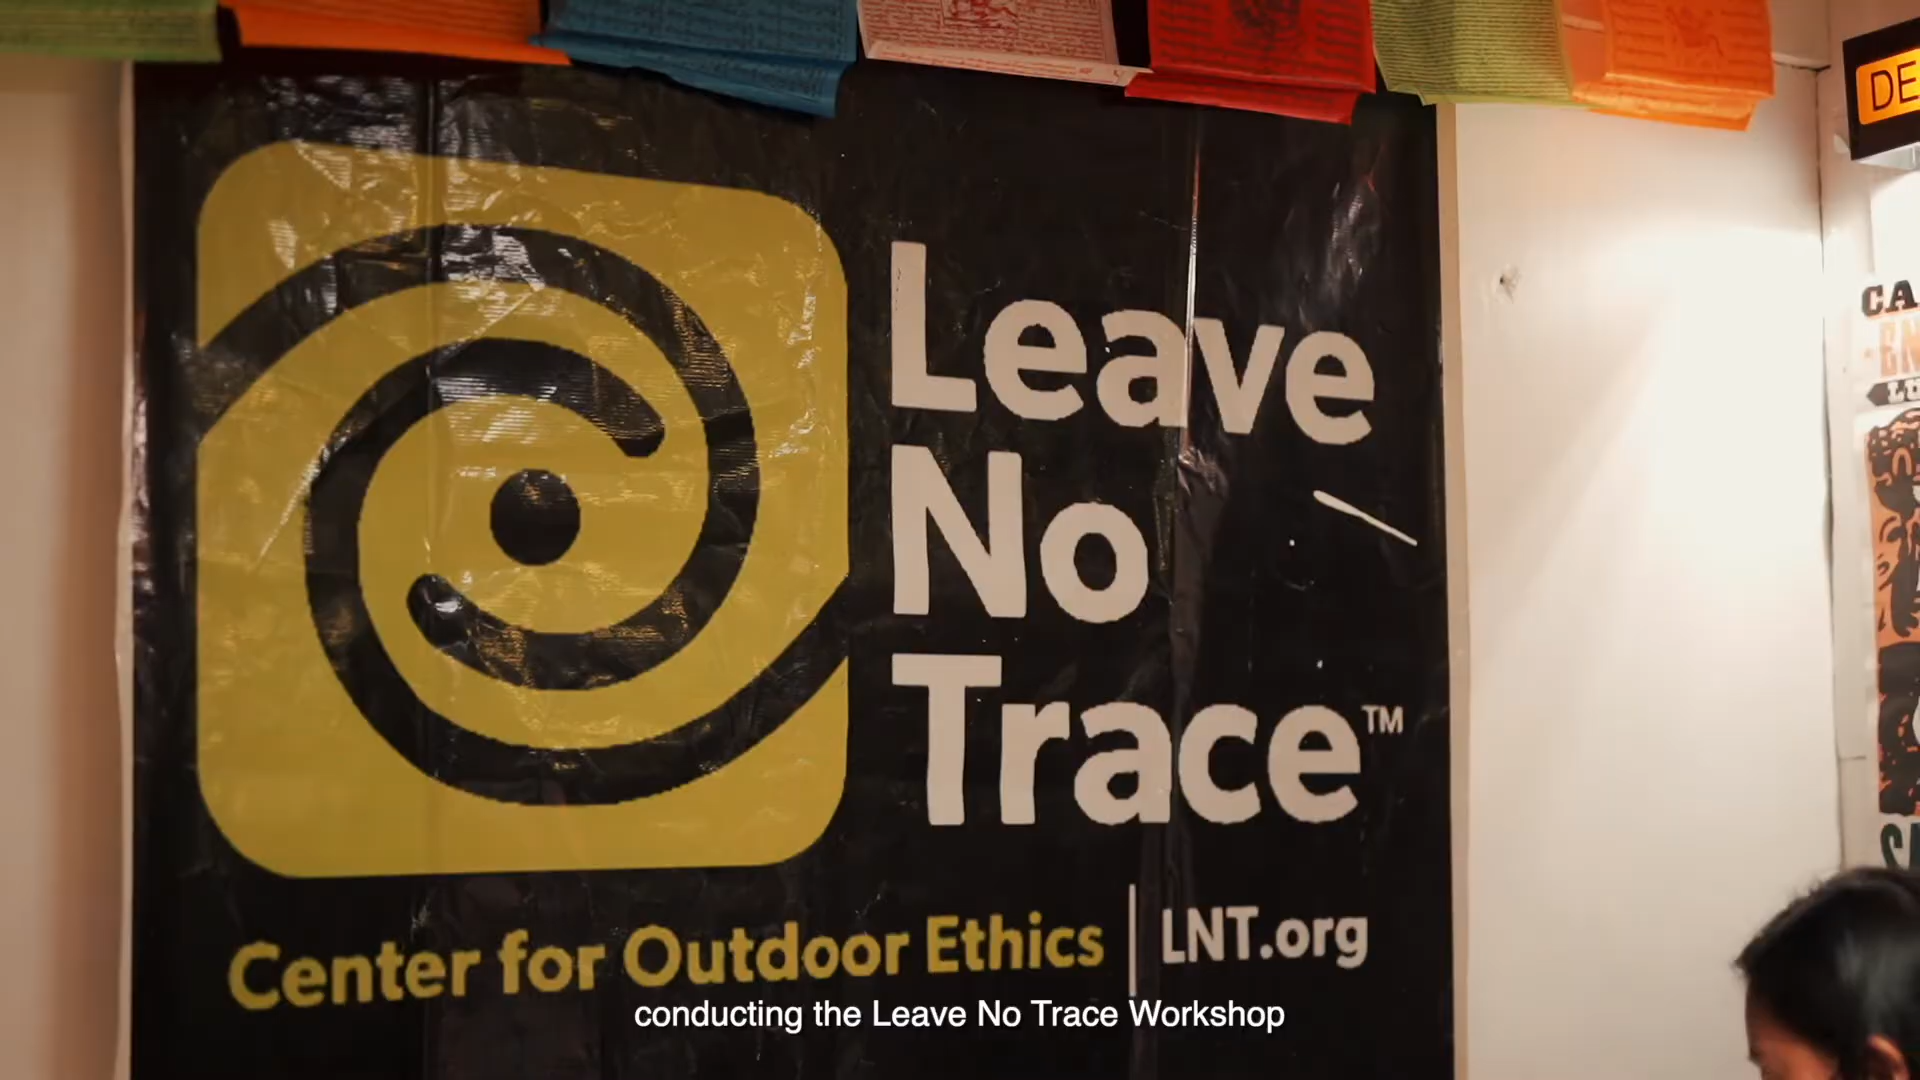 Leave
No
Trace™
Center for Outdoor Ethics | LNT.org
conducting the Leave No Trace Workshop